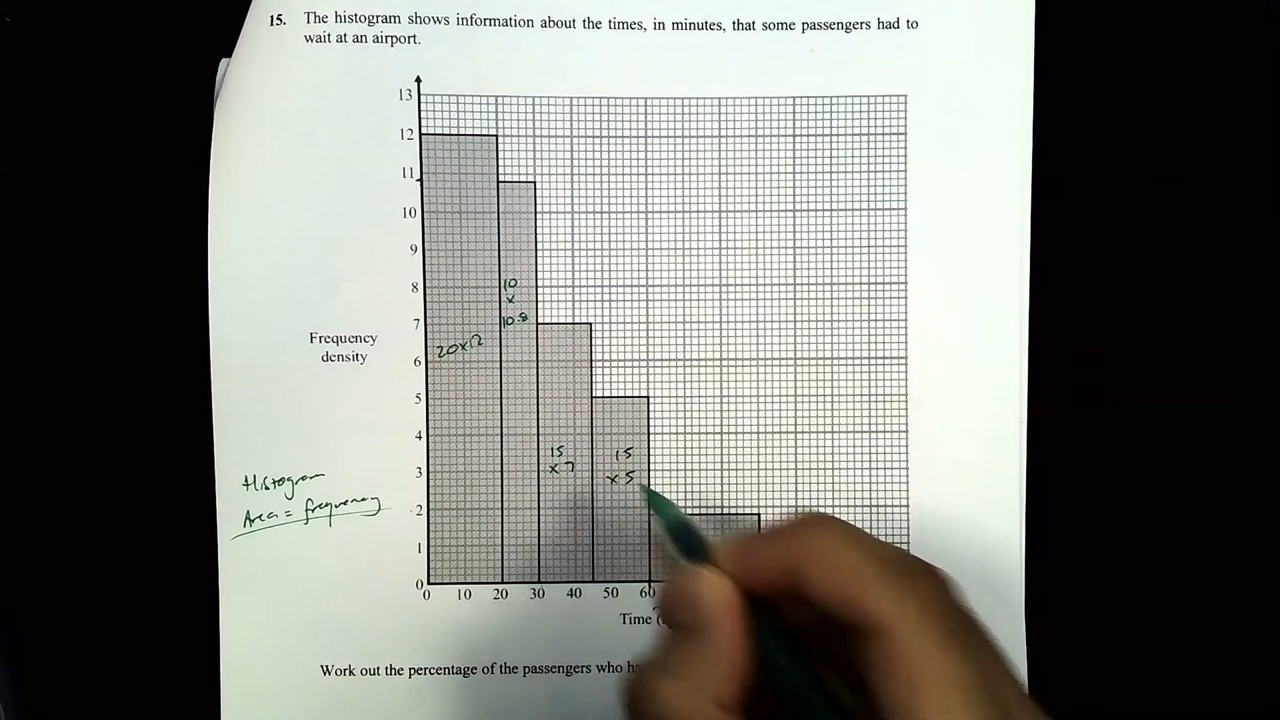 15. The histogram shows information about the times, in minutes, that some passengers had to
wait at an airport.
13
12
11
10
9
8
7
6
5
4
3
2
1
0
Frequency
density
20x12
10
x
10.8
15
x 7
15
x 5
Histogram
Area = frequency
0 10 20 30 40 50 60
Time
Work out the percentage of the passengers who